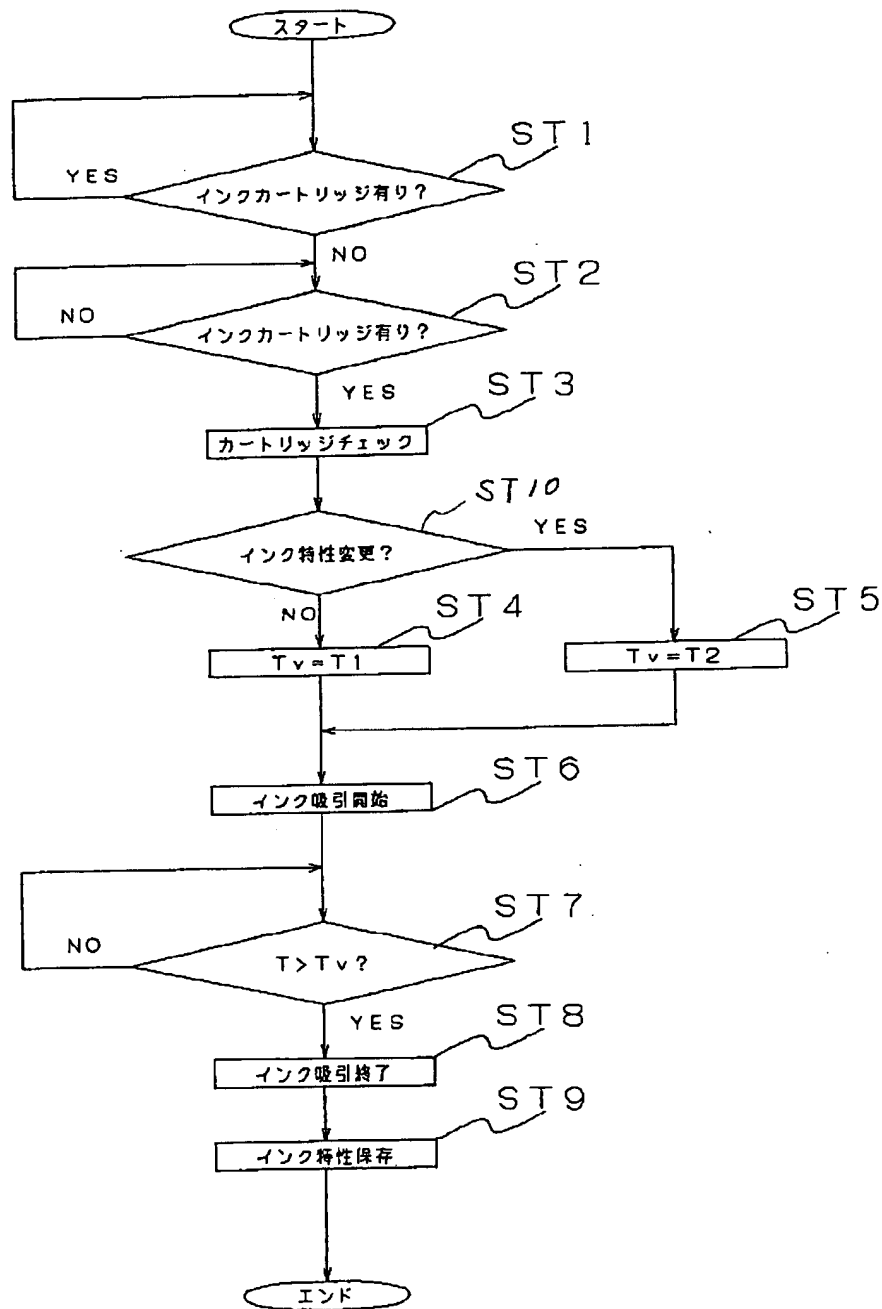 スタート
ST1
YES
インクカートリッジ有り?
NO
ST2
NO
インクカートリッジ有り?
YES
ST3
カートリッジチェック
ST10
YES
インク特性変更?
NO
ST4
ST5
Tv=T1
Tv=T2
ST6
インク吸引開始
ST7
NO
T>Tv?
YES
ST8
インク吸引終了
ST9
インク特性保存
エンド